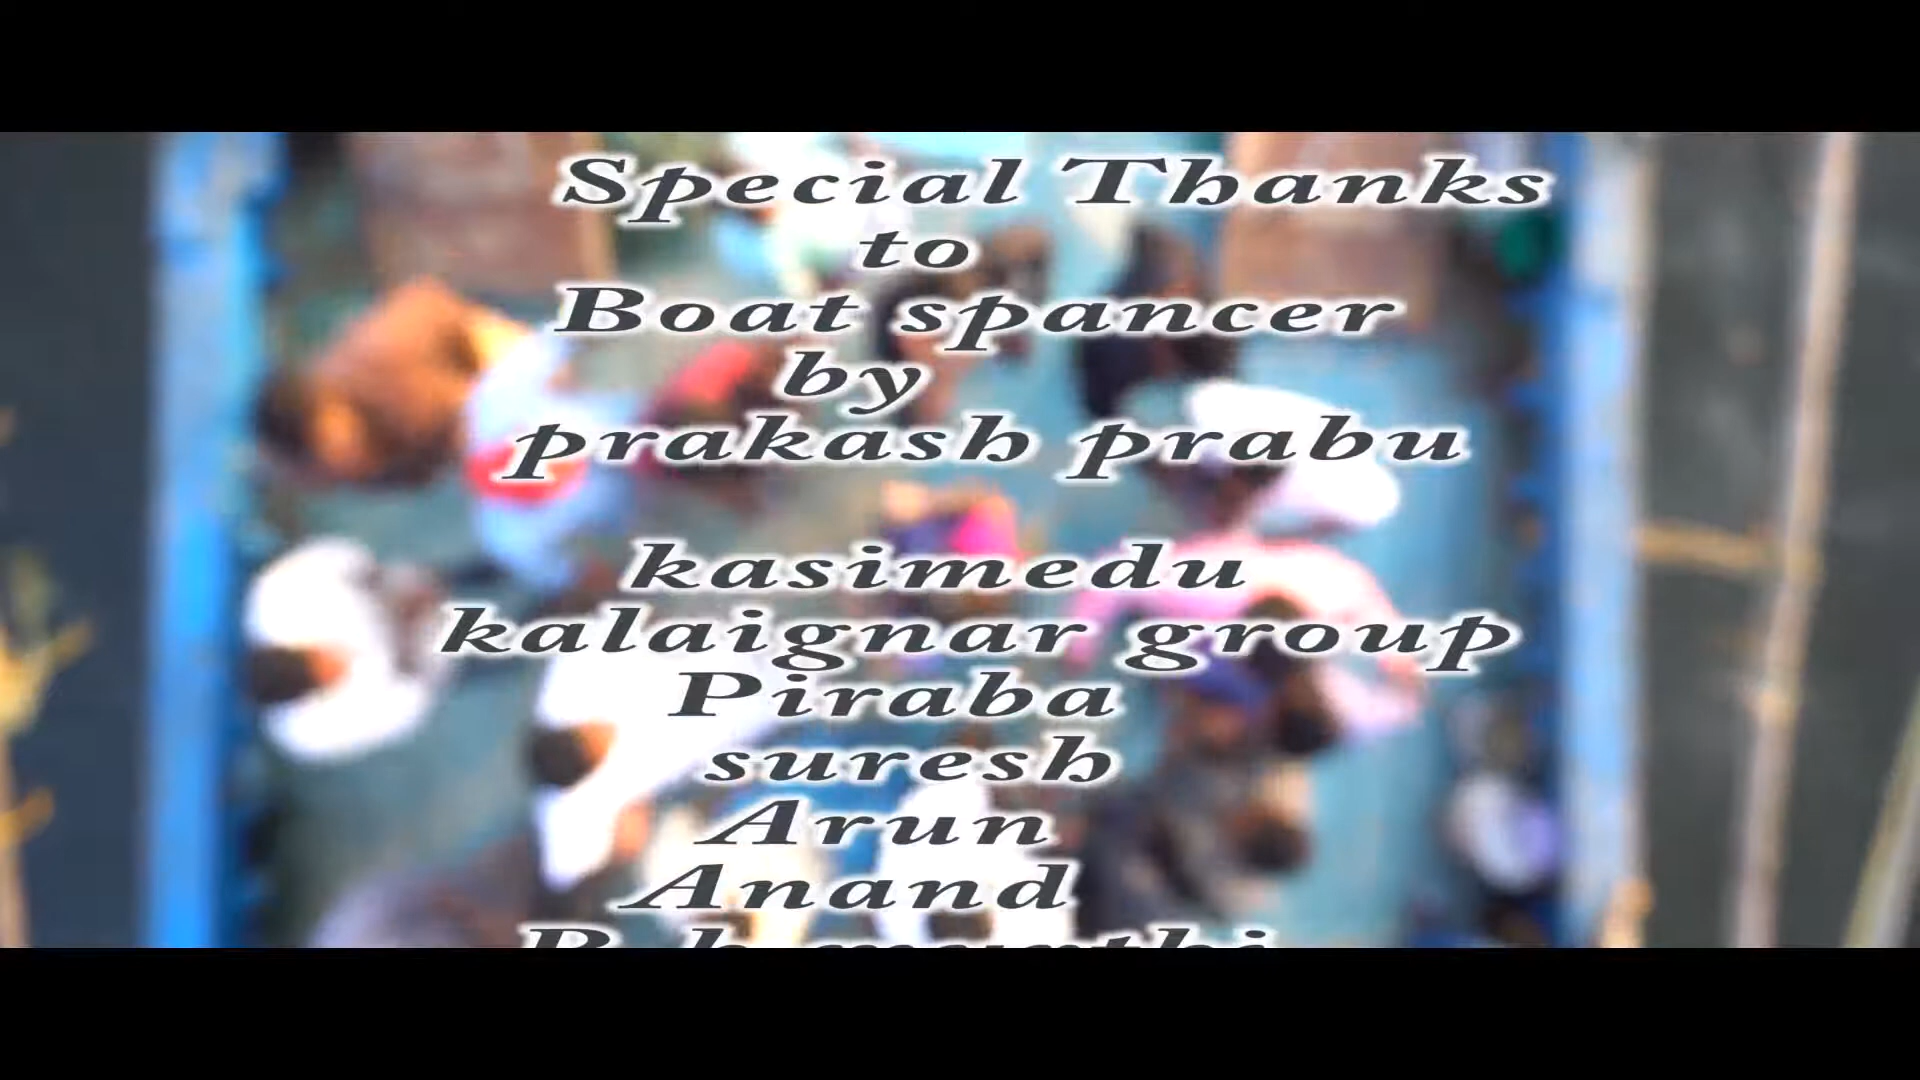 Special Thanks
to
Boat spancer
by
prakash prabu
kasimedu
kalaignar group
Piraba
suresh
Arun
Anand